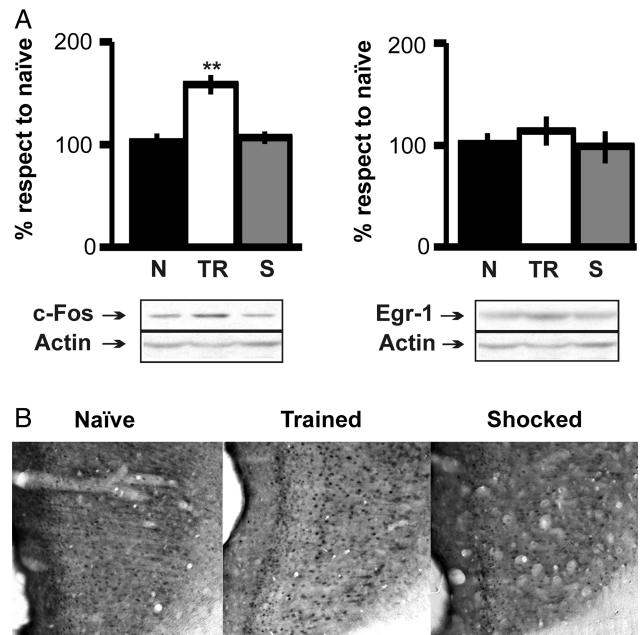 A
% respect to naïve
200
100
0
**
N TR S
c-Fos →
Actin →
% respect to naïve
200
100
0
N TR S
Egr-1 →
Actin →
B
Naïve Trained Shocked